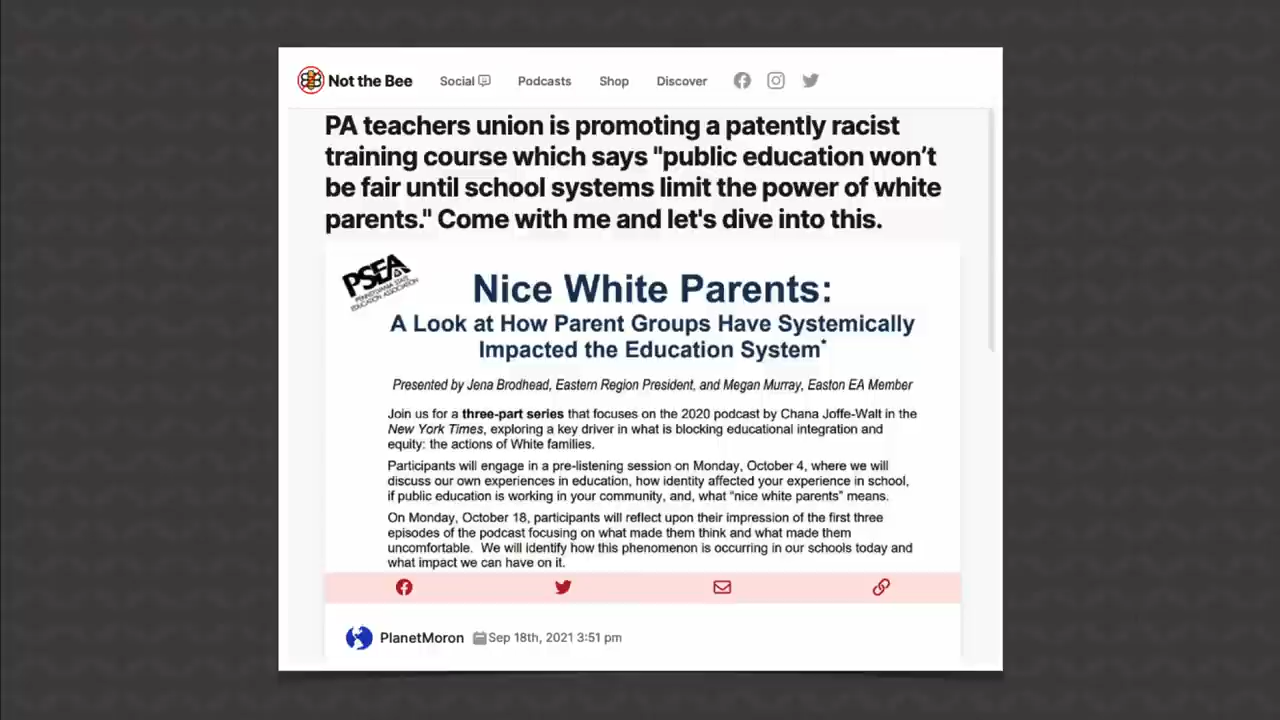 Not the Bee Social Podcasts Shop Discover
PA teachers union is promoting a patently racist
training course which says "public education won’t
be fair until school systems limit the power of white
parents." Come with me and let's dive into this.
PSEA
PENNSYLVANIA STATE
EDUCATION ASSOCIATION
Nice White Parents:
A Look at How Parent Groups Have Systemically
Impacted the Education System*
Presented by Jena Brodhead, Eastern Region President, and Megan Murray, Easton EA Member
Join us for a three-part series that focuses on the 2020 podcast by Chana Joffe-Walt in the
New York Times, exploring a key driver in what is blocking educational integration and
equity: the actions of White families.
Participants will engage in a pre-listening session on Monday, October 4, where we will
discuss our own experiences in education, how identity affected your experience in school,
if public education is working in your community, and, what “nice white parents” means.
On Monday, October 18, participants will reflect upon their impression of the first three
episodes of the podcast focusing on what made them think and what made them
uncomfortable. We will identify how this phenomenon is occurring in our schools today and
what impact we can have on it.
PlanetMoron Sep 18th, 2021 3:51 pm